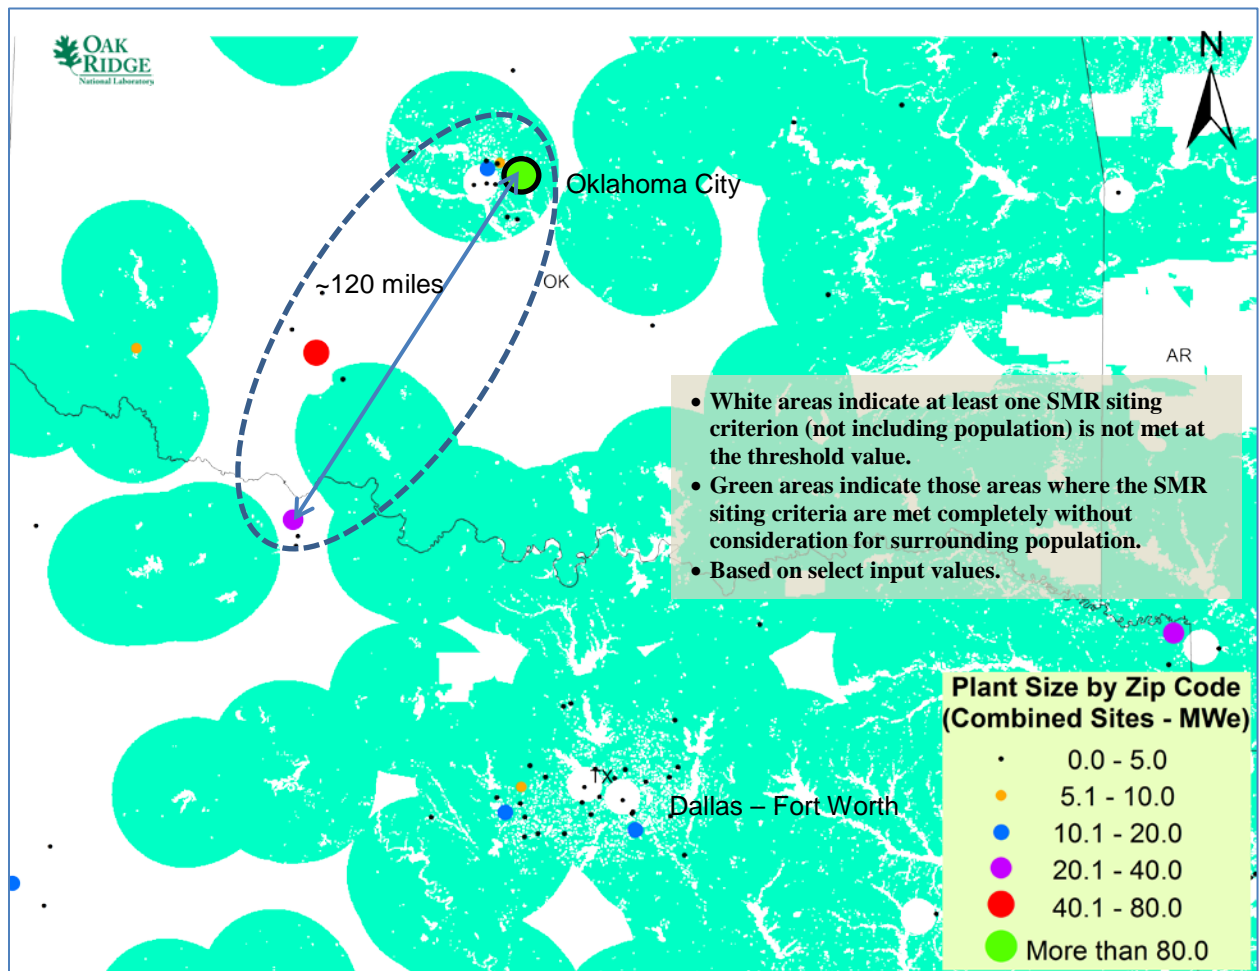 OAK
RIDGE
National Laboratory
N
Oklahoma City
~120 miles
OK
AR
• White areas indicate at least one SMR siting
criterion (not including population) is not met at
the threshold value.
• Green areas indicate those areas where the SMR
siting criteria are met completely without
consideration for surrounding population.
• Based on select input values.
TX
Dallas – Fort Worth
Plant Size by Zip Code
(Combined Sites - MWe)
0.0 - 5.0
5.1 - 10.0
10.1 - 20.0
20.1 - 40.0
40.1 - 80.0
More than 80.0